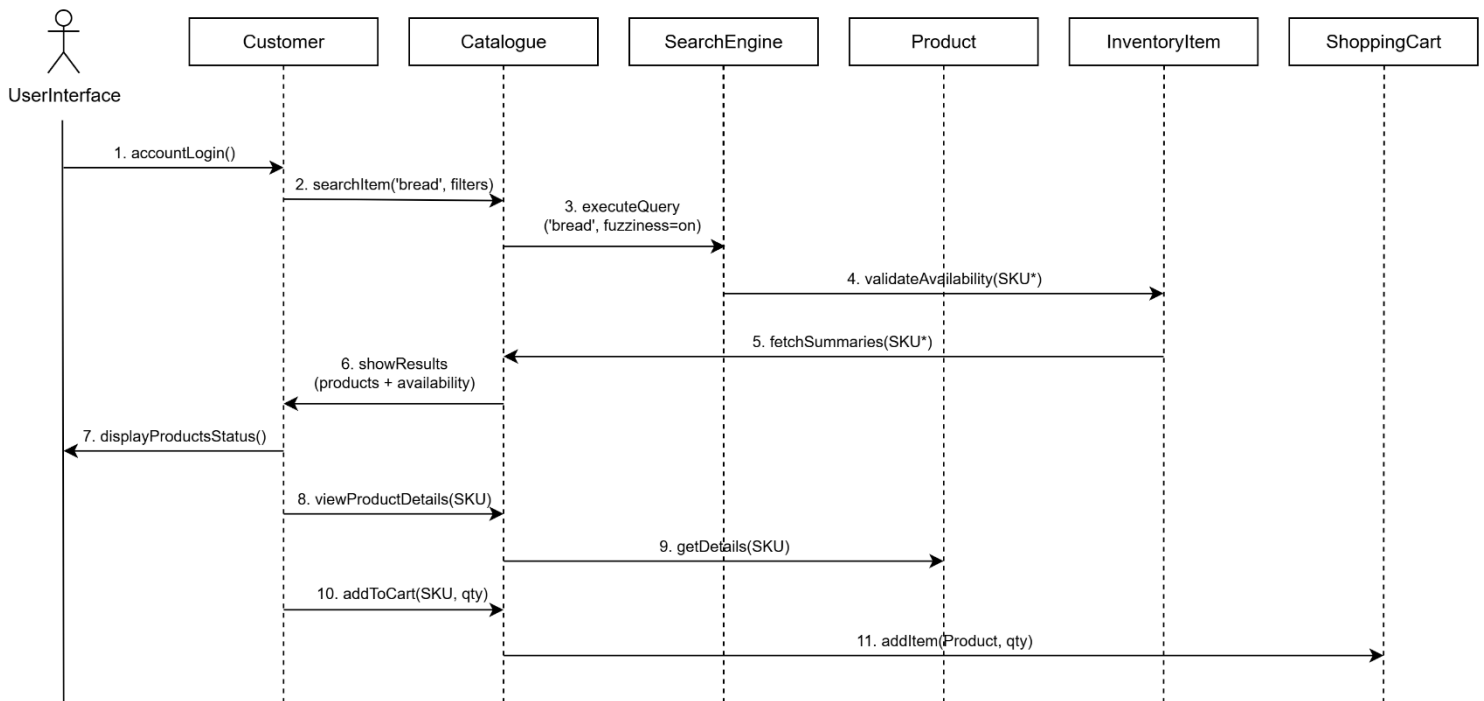 Customer
Catalogue
SearchEngine
Product
InventoryItem
ShoppingCart
UserInterface
1. accountLogin()
2. searchItem('bread', filters)
3. executeQuery
('bread', fuzziness=on)
4. validateAvailability(SKU*)
5. fetchSummaries(SKU*)
6. showResults
(products + availability)
7. displayProductsStatus()
8. viewProductDetails(SKU)
9. getDetails(SKU)
10. addToCart(SKU, qty)
11. addItem(Product, qty)